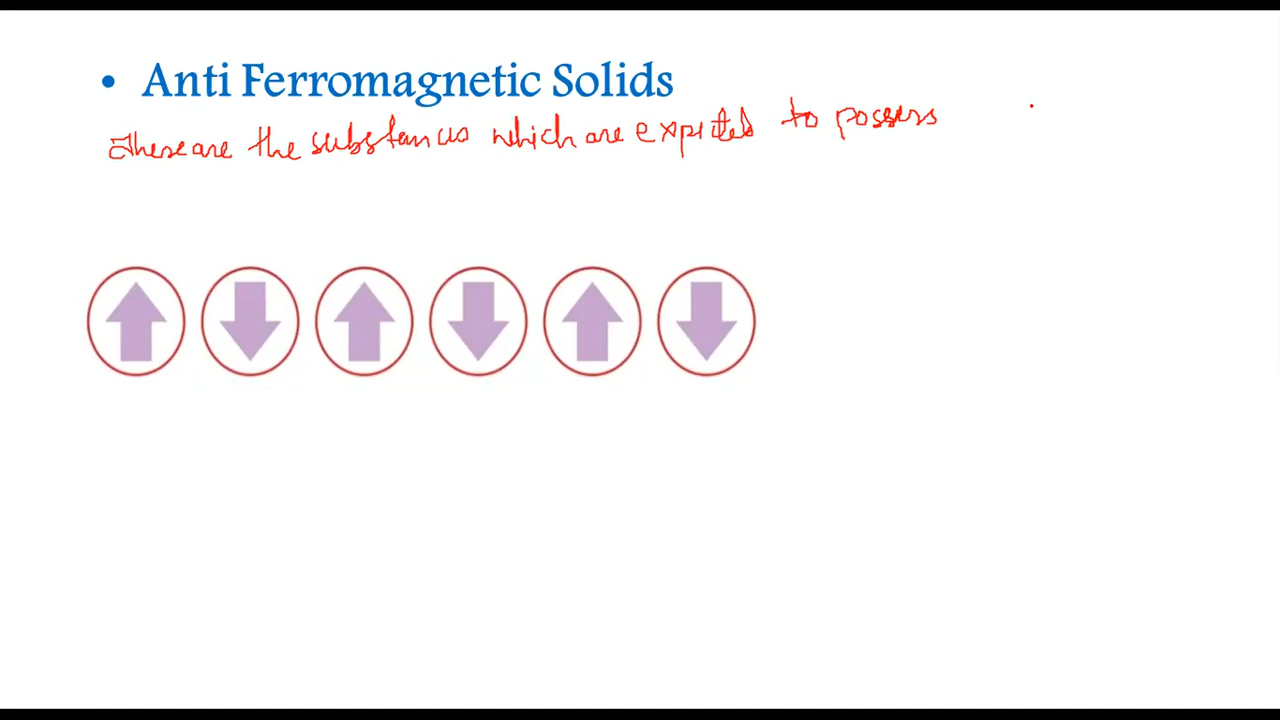 • Anti Ferromagnetic Solids
These are the substances which are expected to possess